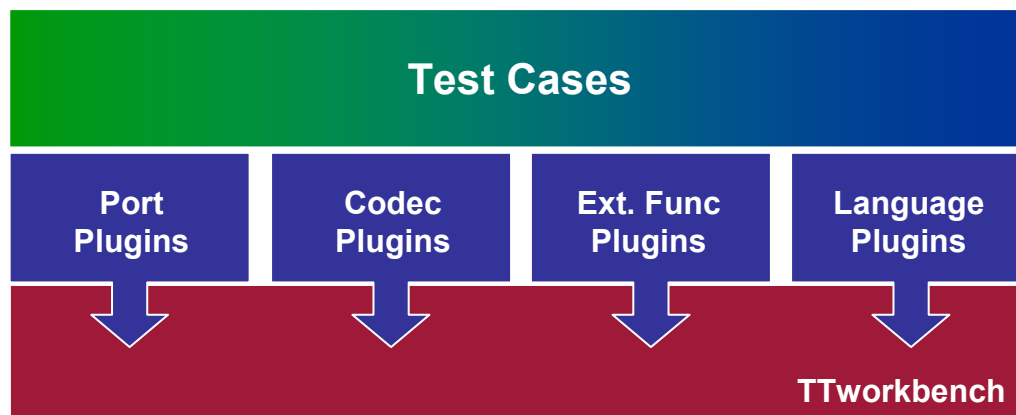 Test Cases
Port
Plugins
Codec
Plugins
Ext. Func
Plugins
Language
Plugins
TTworkbench